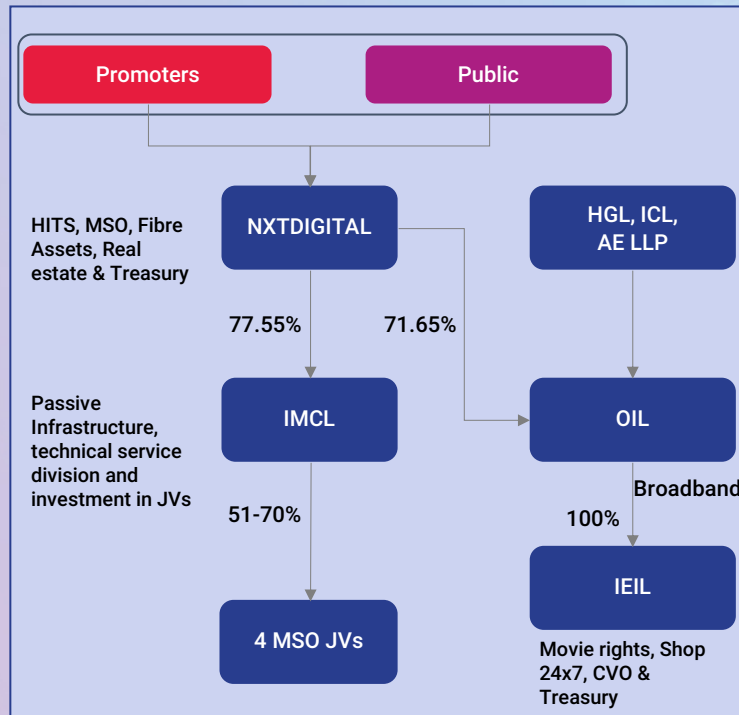 Promoters
Public
HITS, MSO, Fibre
Assets, Real
estate & Treasury
NXTDIGITAL
HGL, ICL,
AE LLP
77.55%
71.65%
Passive
Infrastructure,
technical service
division and
investment in JVs
IMCL
OIL
Broadband
51-70%
100%
4 MSO JVs
IEIL
Movie rights, Shop
24x7, CVO &
Treasury